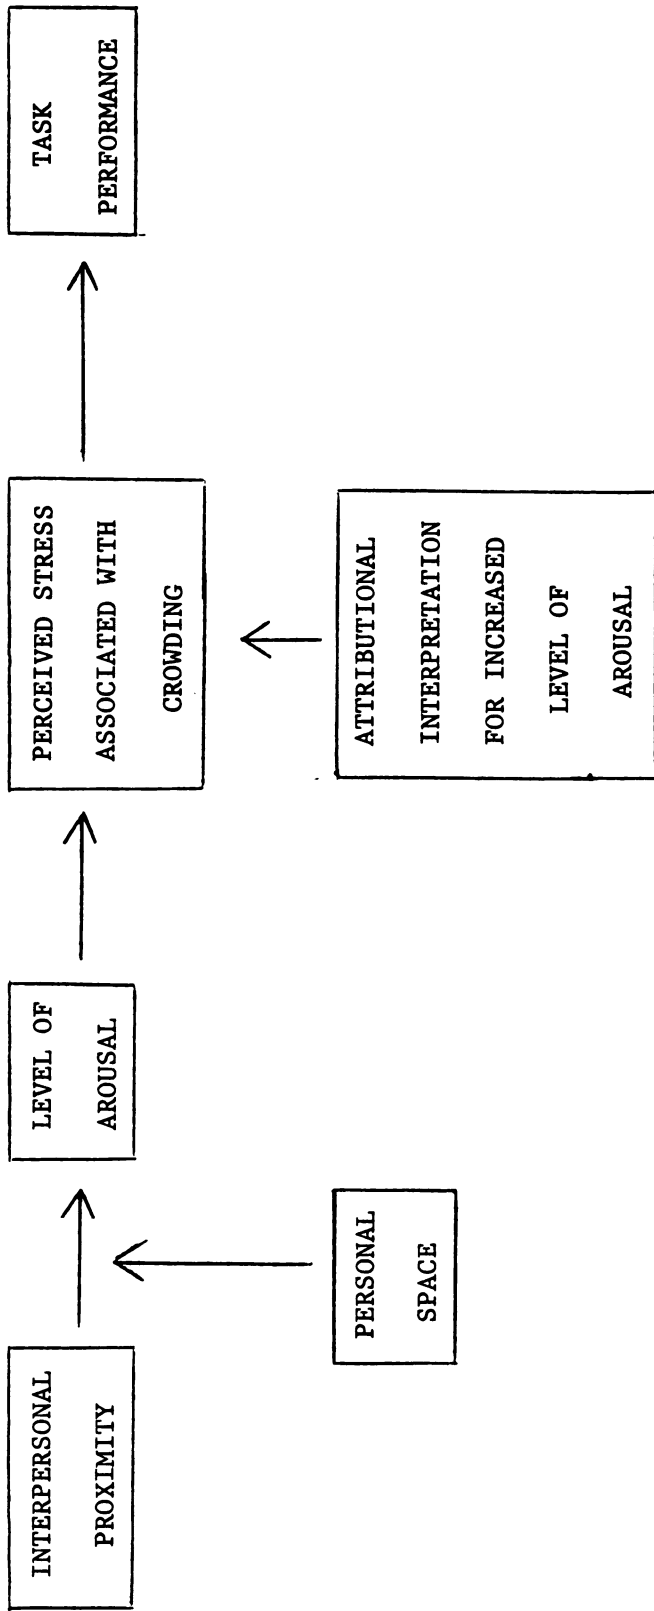 INTERPERSONAL
PROXIMITY
LEVEL OF
AROUSAL
PERCEIVED STRESS
ASSOCIATED WITH
CROWDING
TASK
PERFORMANCE
PERSONAL
SPACE
ATTRIBUTIONAL
INTERPRETATION
FOR INCREASED
LEVEL OF
AROUSAL